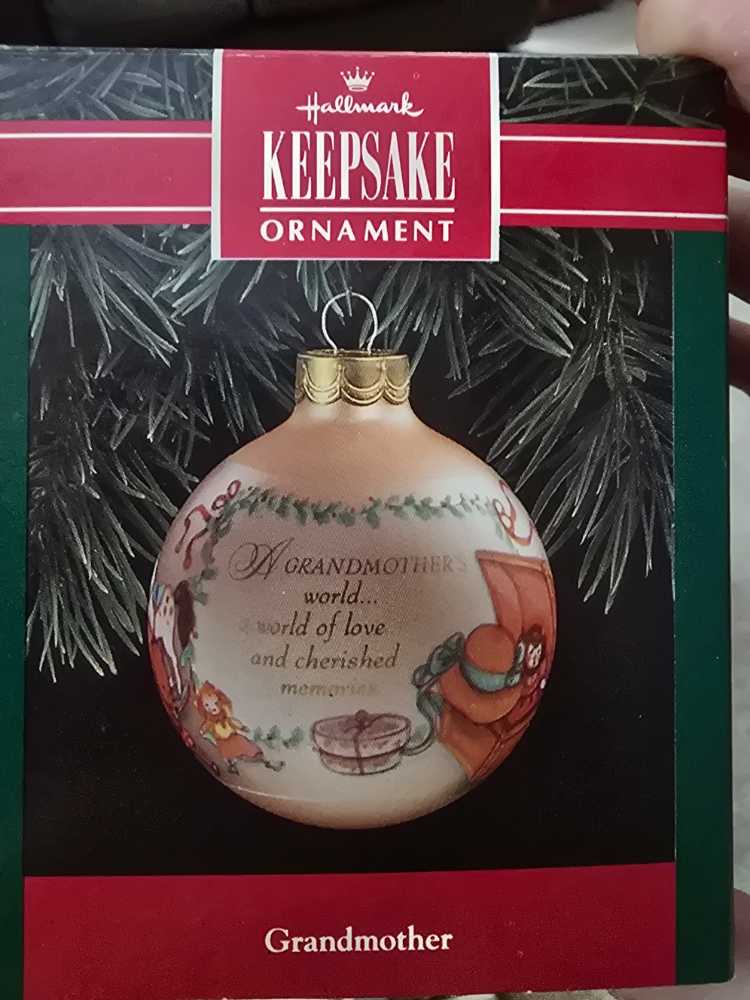 Hallmark
KEEPSAKE
ORNAMENT
A GRANDMOTHER'S
world...
a world of love
and cherished
memories
Grandmother